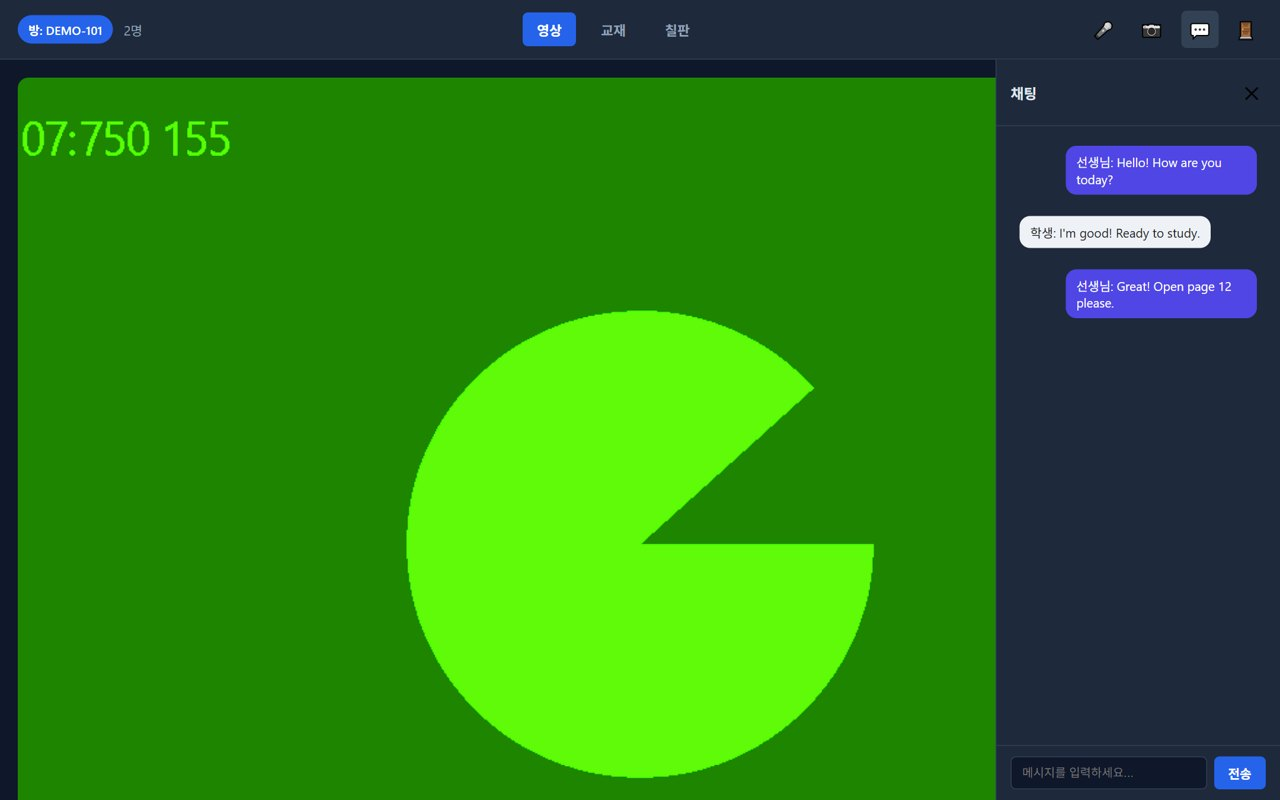 방: DEMO-101 2명 영상 교재 칠판
07:750 155
채팅
선생님: Hello! How are you
today?
학생: I'm good! Ready to study.
선생님: Great! Open page 12
please.
메시지를 입력하세요... 전송